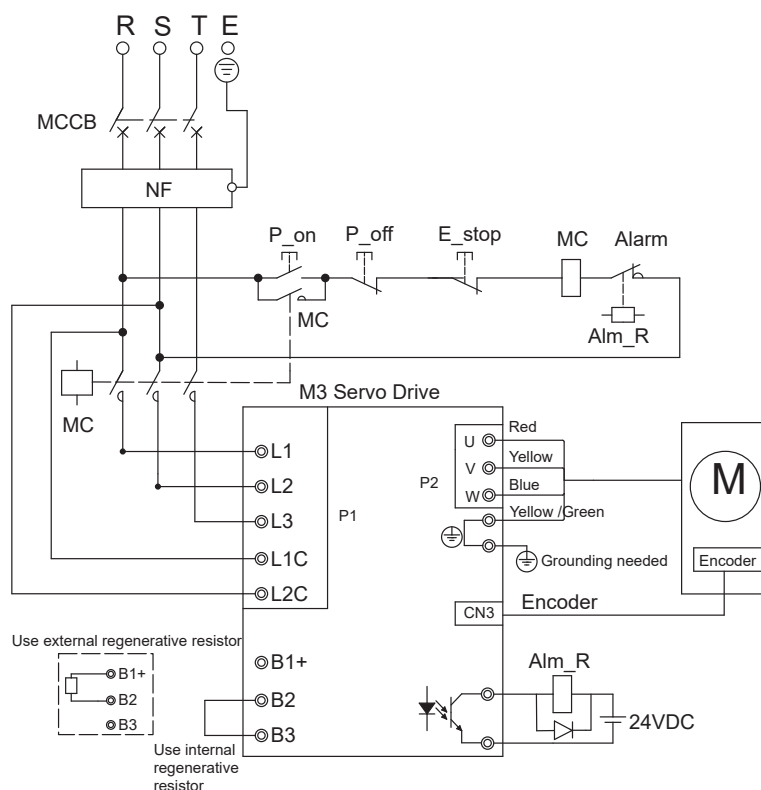 R S T E
MCCB
NF
P_on P_off E_stop MC Alarm
MC
Alm_R
MC
M3 Servo Drive
L1
L2
L3
L1C
L2C
P1
P2
U
V
W
Red
Yellow
Blue
Yellow /Green
Grounding needed
M
Encoder
CN3
Encoder
Use external regenerative resistor
B1+
B2
B3
B1+
B2
B3
Use internal
regenerative
resistor
Alm_R
24VDC